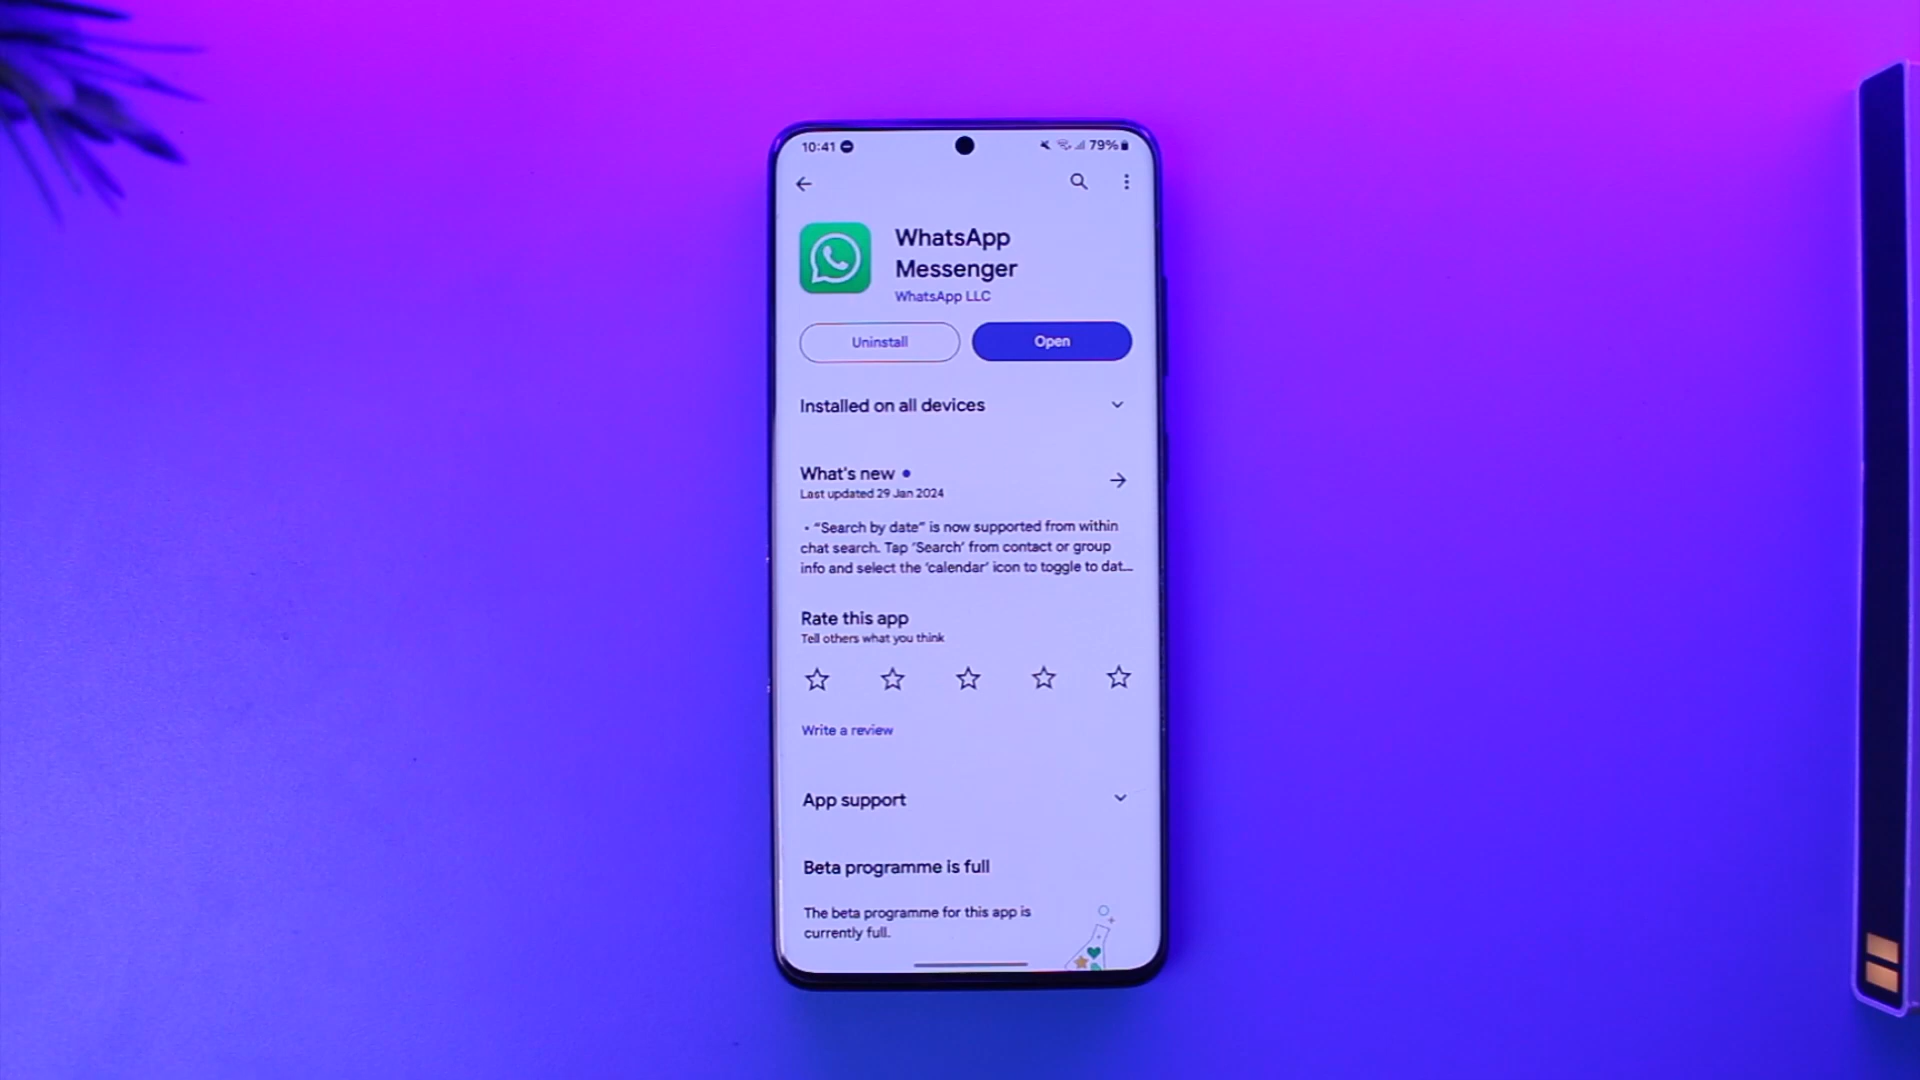 10:41
79%
WhatsApp
Messenger
WhatsApp LLC
Uninstall
Open
Installed on all devices
What's new
Last updated 29 Jan 2024
• “Search by date” is now supported from within
chat search. Tap ‘Search’ from contact or group
info and select the ‘calendar’ icon to toggle to dat...
Rate this app
Tell others what you think
Write a review
App support
Beta programme is full
The beta programme for this app is
currently full.